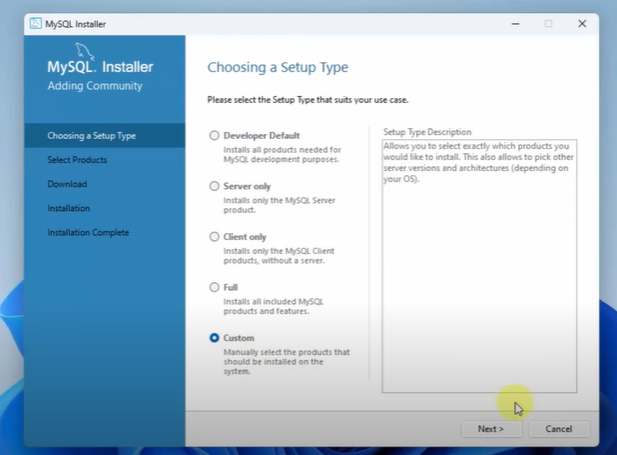 MySQL Installer
MySQL. Installer
Adding Community
Choosing a Setup Type
Select Products
Download
Installation
Installation Complete
Choosing a Setup Type
Please select the Setup Type that suits your use case.
Developer Default
Installs all products needed for
MySQL development purposes.
Server only
Installs only the MySQL Server
product.
Client only
Installs only the MySQL Client
products, without a server.
Full
Installs all included MySQL
products and features.
Custom
Manually select the products that
should be installed on the
system.
Setup Type Description
Allows you to select exactly which products you
would like to install. This also allows to pick other
server versions and architectures (depending on
your OS).
Next >
Cancel